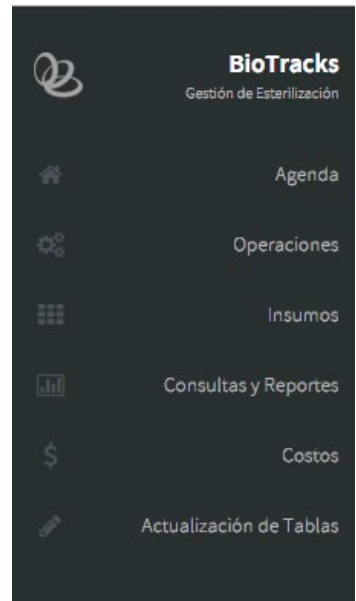 BioTracks
Gestión de Esterilización
Agenda
Operaciones
Insumos
Consultas y Reportes
Costos
Actualización de Tablas